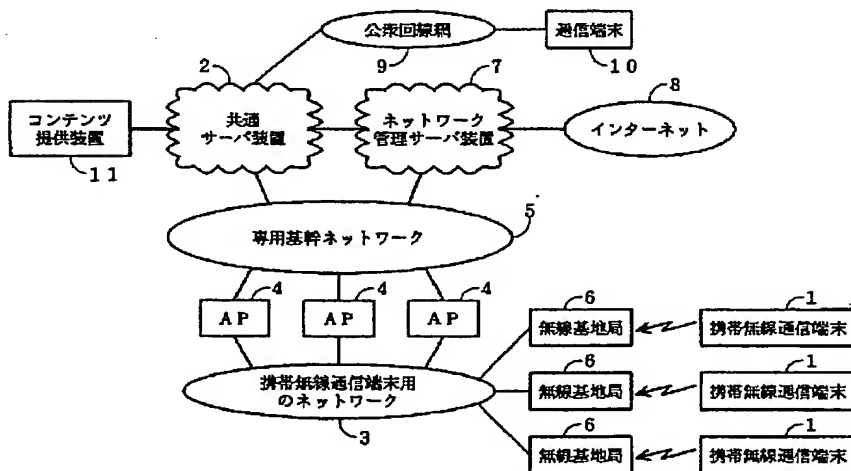 公衆回線網
9
通信端末
10
2
共通
サーバ装置
7
ネットワーク
管理サーバ装置
8
インターネット
コンテンツ
提供装置
11
専用基幹ネットワーク
5
AP
4
AP
4
AP
4
携帯無線通信端末用
のネットワーク
3
6
無線基地局
1
携帯無線通信端末
6
無線基地局
1
携帯無線通信端末
6
無線基地局
1
携帯無線通信端末